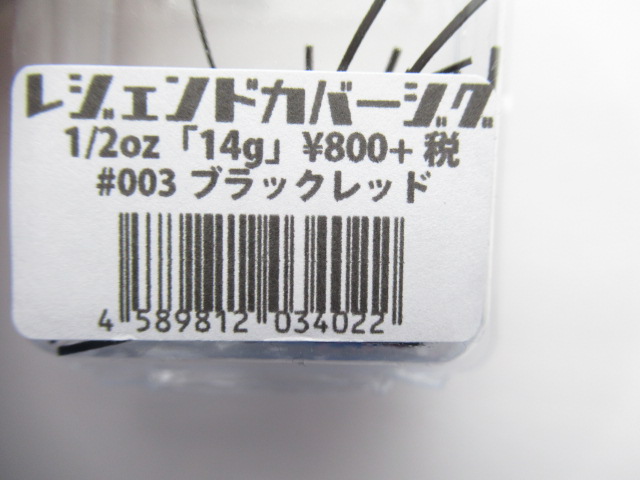 レジェンドカバージグ
1/2oz「14g」¥800+ 税
#003 ブラックレッド
4 589812 034022